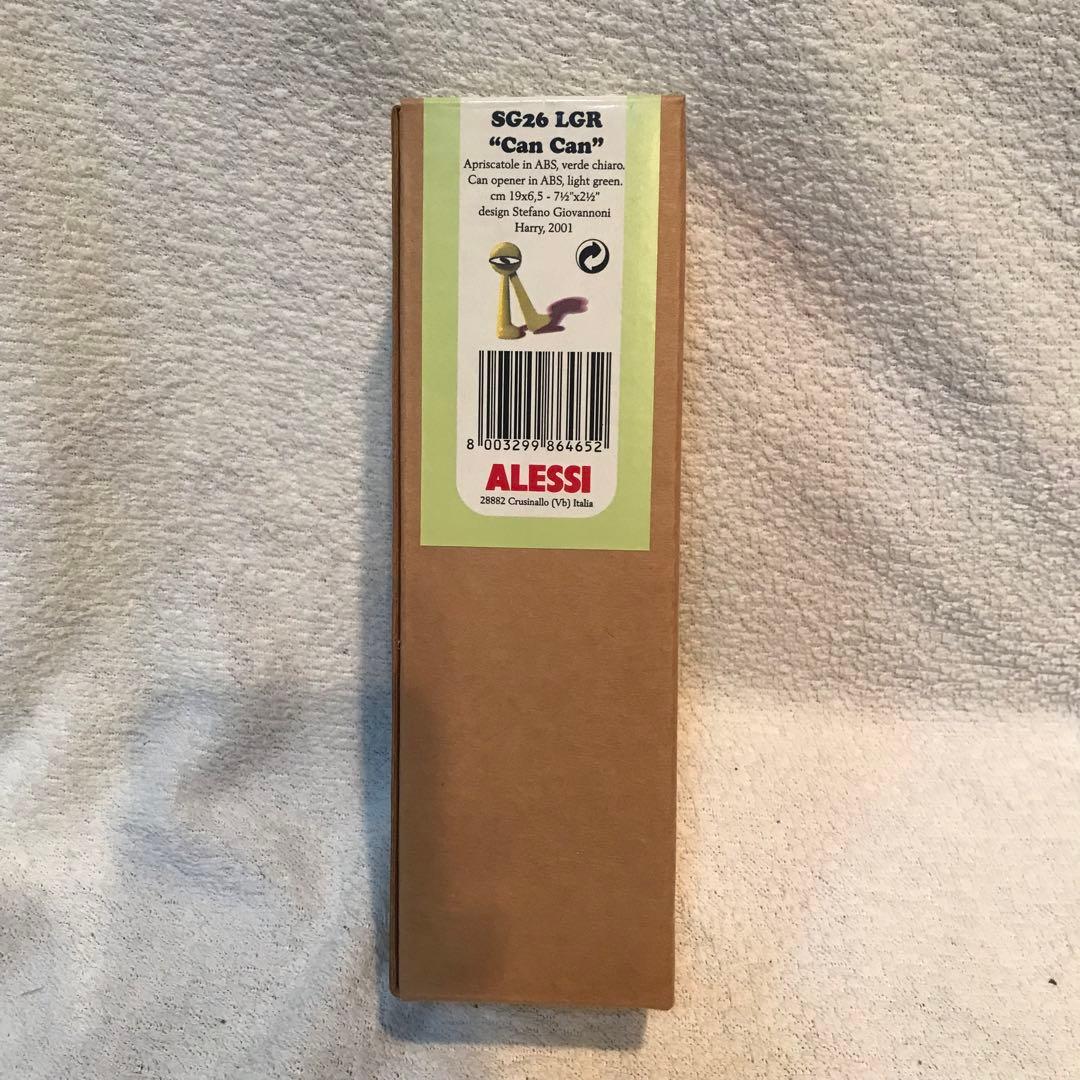 SG26 LGR
“Can Can”
Apriscatole in ABS, verde chiaro.
Can opener in ABS, light green.
cm 19x6,5 - 7½"x2½"
design Stefano Giovannoni
Harry, 2001
8 003299 864652
ALESSI
28882 Crusinallo (Vb) Italia